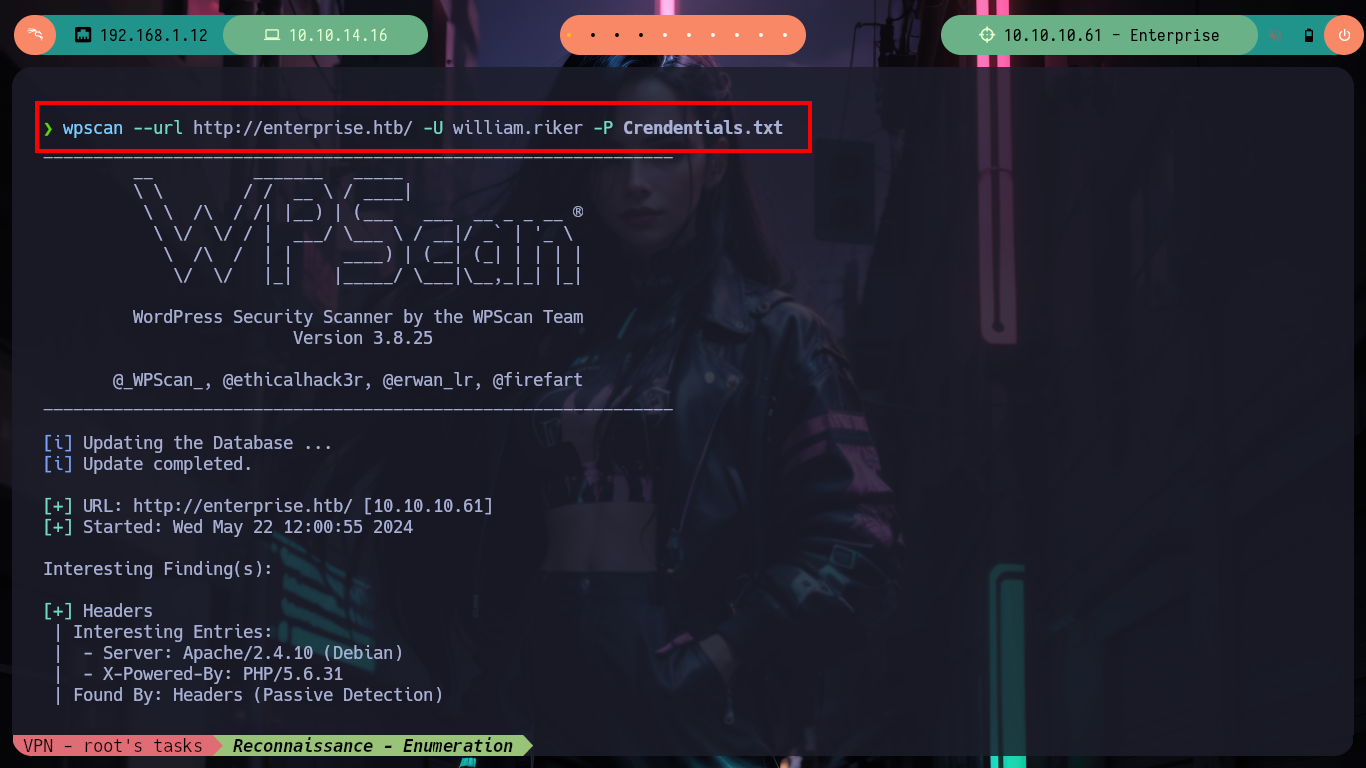 192.168.1.12
10.10.14.16
10.10.10.61 - Enterprise
❯ wpscan --url http://enterprise.htb/ -U william.riker -P Crendentials.txt
_______________________________________________________________
         __          _______   _____
         \ \        / /  __ \ / ____|
          \ \  /\  / /| |__) | (___   ___  __ _ _ __ ®
           \ \/  \/ / |  ___/ \___ \ / __|/ _` | '_ \
            \  /\  /  | |     ____) | (__| (_| | | | |
             \/  \/   |_|    |_____/ \___|\__,_|_| |_|
WordPress Security Scanner by the WPScan Team
Version 3.8.25
@_WPScan_, @ethicalhack3r, @erwan_lr, @firefart
_______________________________________________________________
[i] Updating the Database ...
[i] Update completed.
[+] URL: http://enterprise.htb/ [10.10.10.61]
[+] Started: Wed May 22 12:00:55 2024
Interesting Finding(s):
[+] Headers
 | Interesting Entries:
 |  - Server: Apache/2.4.10 (Debian)
 |  - X-Powered-By: PHP/5.6.31
 | Found By: Headers (Passive Detection)
VPN - root's tasks
Reconnaissance - Enumeration